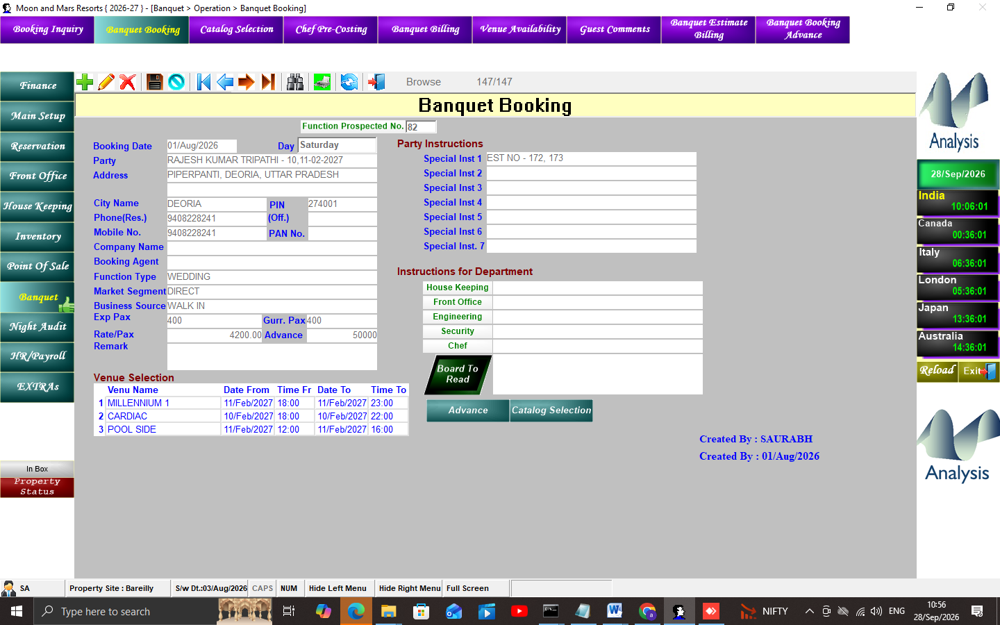 Moon and Mars Resorts { 2026-27 } - [Banquet > Operation > Banquet Booking]
Booking Inquiry Banquet Booking Catalog Selection Chef Pre-Costing Banquet Billing Venue Availability Guest Comments Banquet Estimate Billing Banquet Booking Advance
Browse 147/147
Banquet Booking
Function Prospected No. 82
Finance
Main Setup
Reservation
Front Office
House Keeping
Inventory
Point Of Sale
Banquet
Night Audit
HR/Payroll
EXTRAs
In Box
Property Status
Booking Date 01/Aug/2026 Day Saturday
Party RAJESH KUMAR TRIPATHI - 10,11-02-2027
Address PIPERPANTI, DEORIA, UTTAR PRADESH
City Name DEORIA PIN 274001
Phone(Res.) 9408228241 (Off.)
Mobile No. 9408228241 PAN No.
Company Name
Booking Agent
Function Type WEDDING
Market Segment DIRECT
Business Source WALK IN
Exp Pax 400 Gurr. Pax 400
Rate/Pax 4200.00 Advance 50000
Remark
Venue Selection
Venu Name Date From Time Fr Date To Time To
1 MILLENNIUM 1 11/Feb/2027 18:00 11/Feb/2027 23:00
2 CARDIAC 10/Feb/2027 18:00 10/Feb/2027 22:00
3 POOL SIDE 11/Feb/2027 12:00 11/Feb/2027 16:00
Party Instructions
Special Inst 1 EST NO - 172, 173
Special Inst 2
Special Inst 3
Special Inst 4
Special Inst 5
Special Inst 6
Special Inst. 7
Instructions for Department
House Keeping
Front Office
Engineering
Security
Chef
Board To Read
Advance Catalog Selection
Created By : SAURABH
Created By : 01/Aug/2026
Analysis
28/Sep/2026
India
10:06:01
Canada
00:36:01
Italy
06:36:01
London
05:36:01
Japan
13:36:01
Australia
14:36:01
Reload Exit
Analysis
SA Property Site : Bareilly S/w Dt.:03/Aug/2026 CAPS NUM Hide Left Menu Hide Right Menu Full Screen
Type here to search NIFTY ENG 10:56
28/Sep/2026